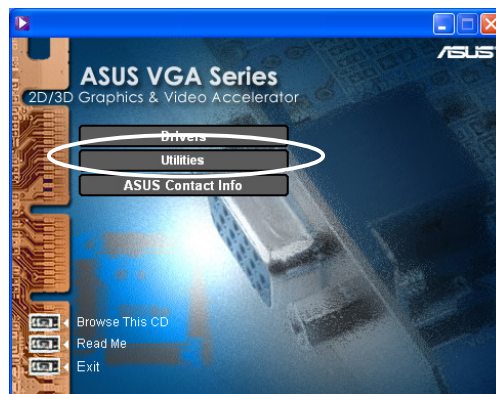 ASUS
ASUS VGA Series
2D/3D Graphics & Video Accelerator
Drivers
Utilities
ASUS Contact Info
Browse This CD
Read Me
Exit